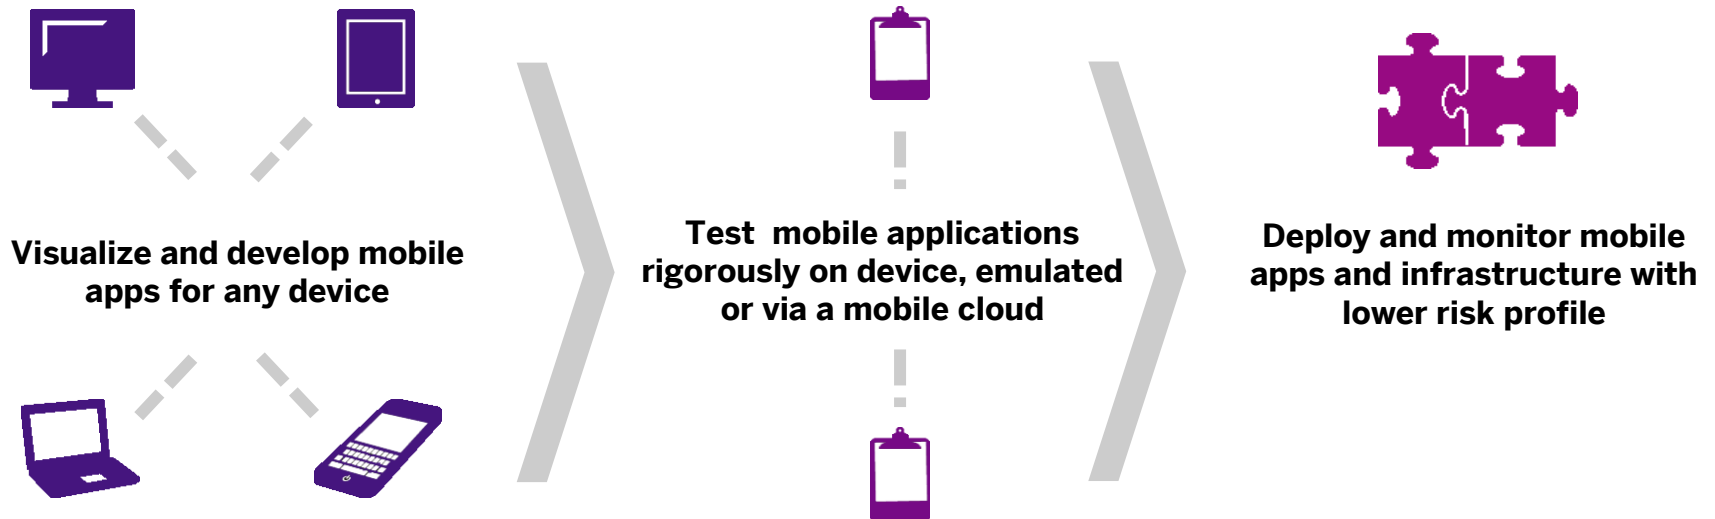 Visualize and develop mobile
apps for any device
Test  mobile applications
rigorously on device, emulated
or via a mobile cloud
Deploy and monitor mobile
apps and infrastructure with
lower risk profile